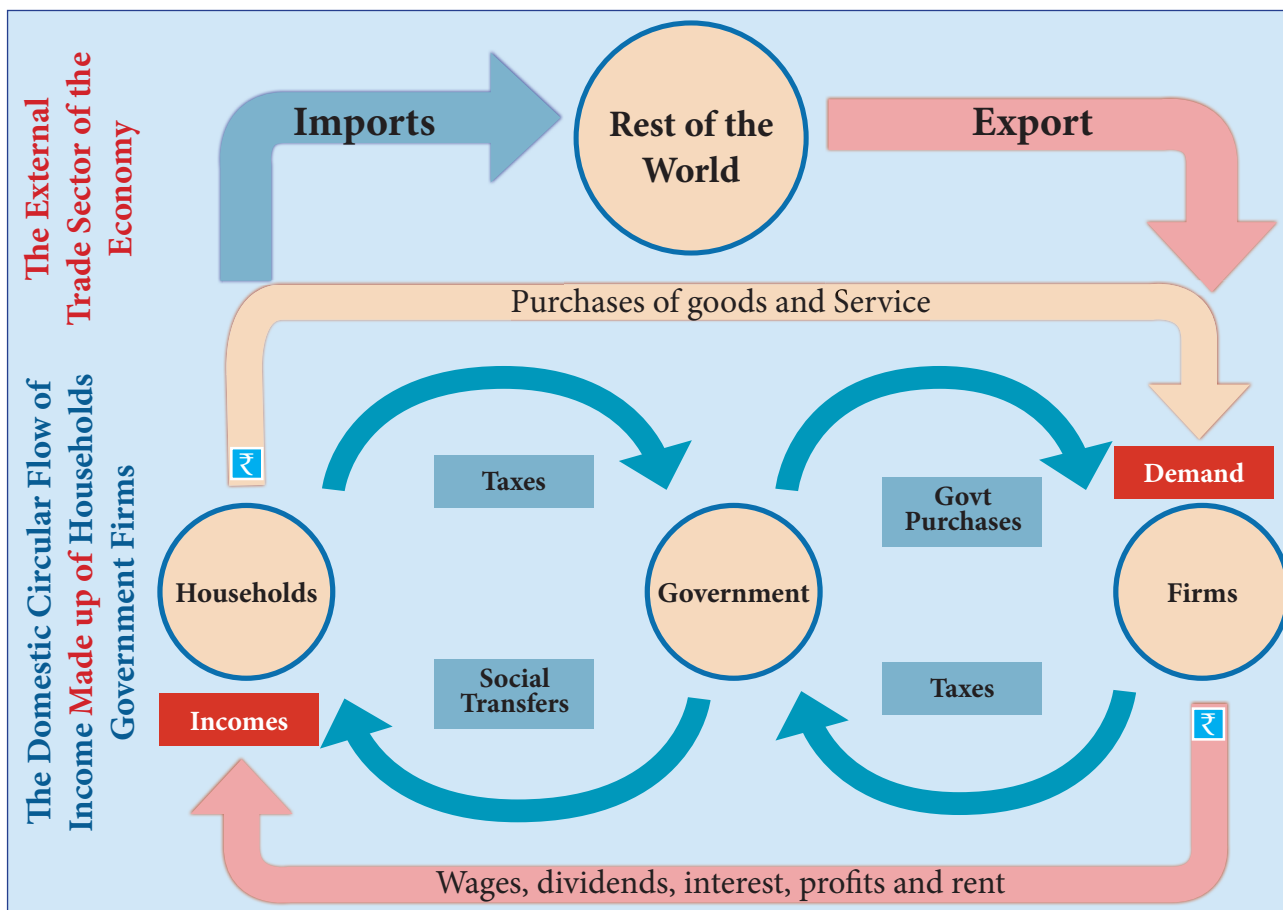 The External
Trade Sector of the
Economy
Imports
Rest of the
World
Export
Purchases of goods and Service
The Domestic Circular Flow of
Income Made up of Households
Government Firms
₹
Taxes
Govt
Purchases
Demand
Households
Government
Firms
Incomes
Social
Transfers
Taxes
₹
Wages, dividends, interest, profits and rent